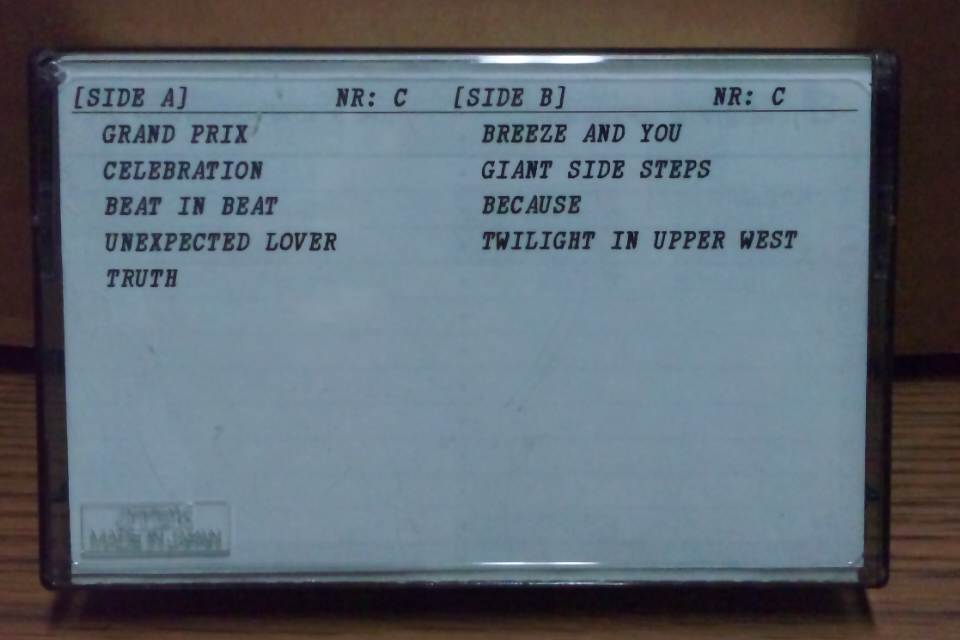 [SIDE A] NR: C [SIDE B] NR: C
GRAND PRIX
CELEBRATION
BEAT IN BEAT
UNEXPECTED LOVER
TRUTH
BREEZE AND YOU
GIANT SIDE STEPS
BECAUSE
TWILIGHT IN UPPER WEST
MADE IN JAPAN